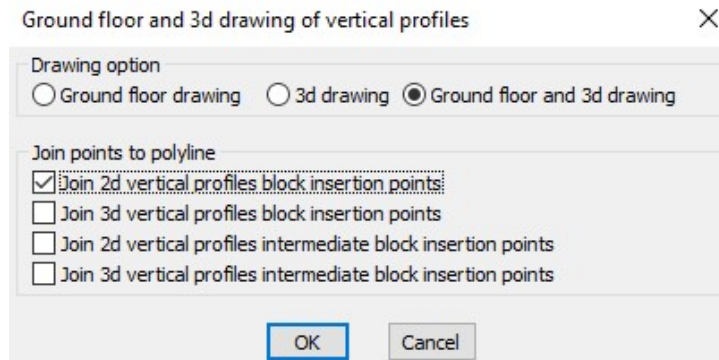 Ground floor and 3d drawing of vertical profiles
Drawing option
Ground floor drawing 3d drawing Ground floor and 3d drawing
Join points to polyline
Join 2d vertical profiles block insertion points
Join 3d vertical profiles block insertion points
Join 2d vertical profiles intermediate block insertion points
Join 3d vertical profiles intermediate block insertion points
OK Cancel